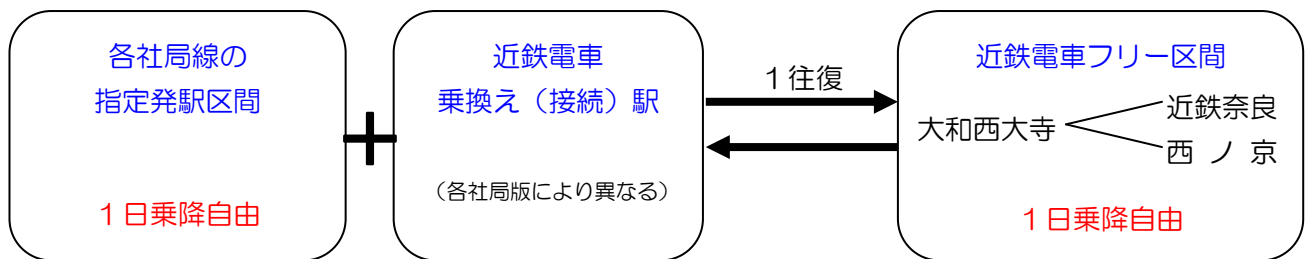 各社局線の
指定発駅区間
1日乗降自由
+
近鉄電車
乗換え（接続）駅
（各社局版により異なる）
1往復
近鉄電車フリー区間
大和西大寺
近鉄奈良
西ノ京
1日乗降自由